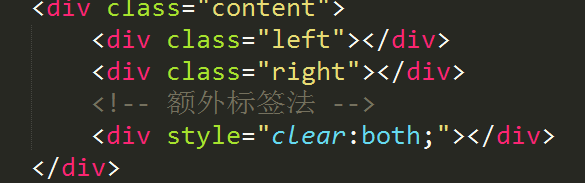 <div class="content">
<div class="left"></div>
<div class="right"></div>
<!-- 额外标签法 -->
<div style="clear:both;"></div>
</div>